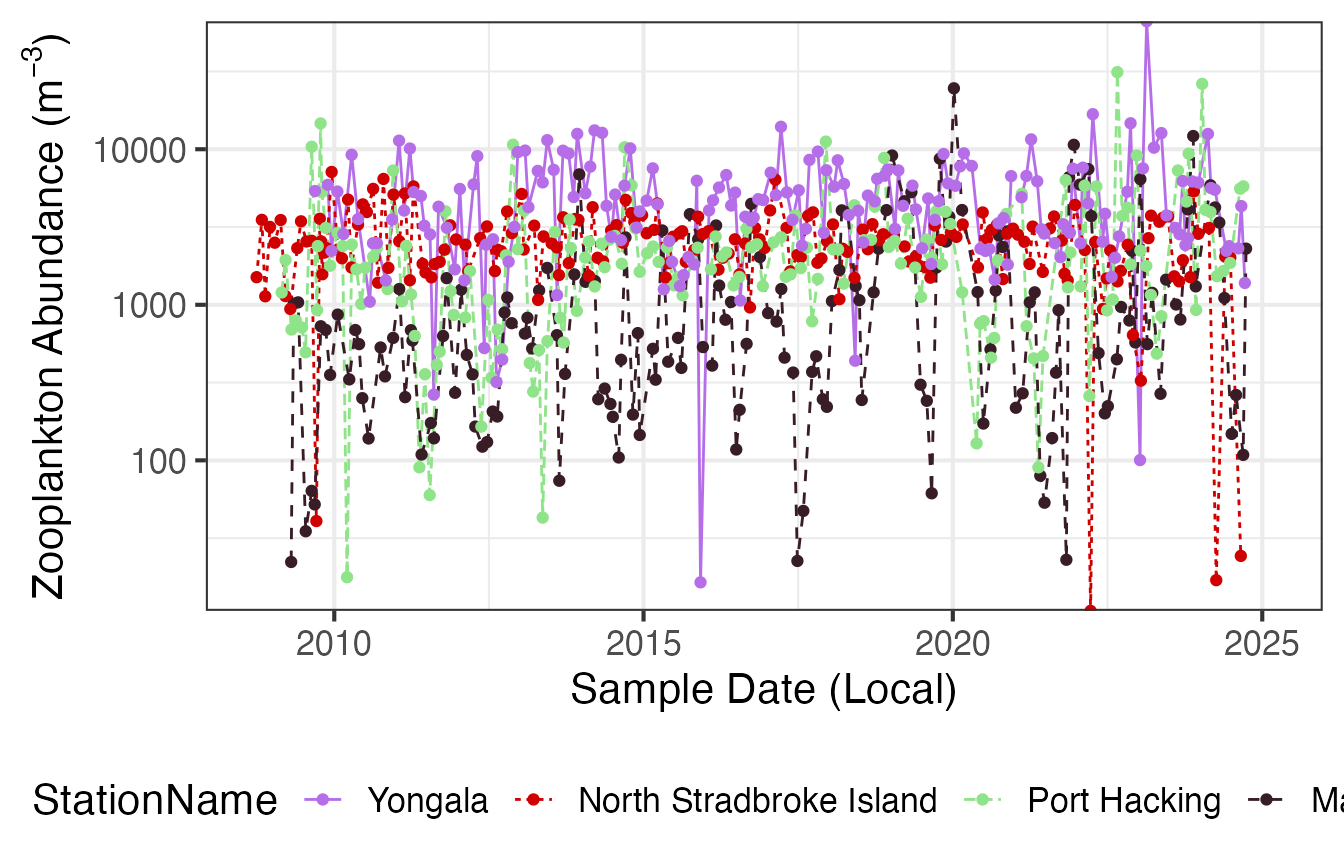 Zooplankton Abundance (m⁻³)
10000
1000
100
2010 2015 2020 2025
Sample Date (Local)
StationName Yongala North Stradbroke Island Port Hacking